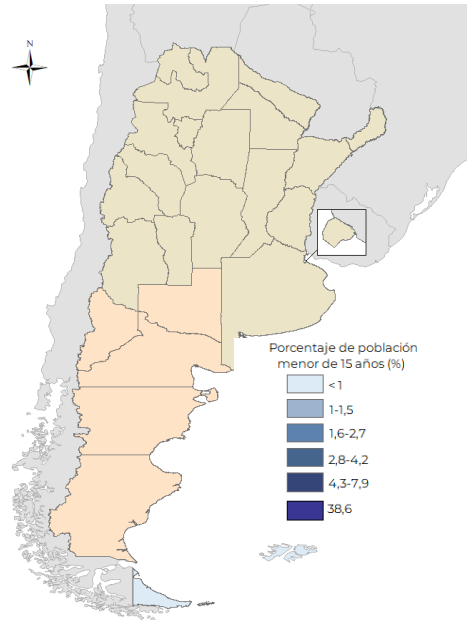 N
Porcentaje de población
menor de 15 años (%)
<1
1-1,5
1,6-2,7
2,8-4,2
4,3-7,9
38,6